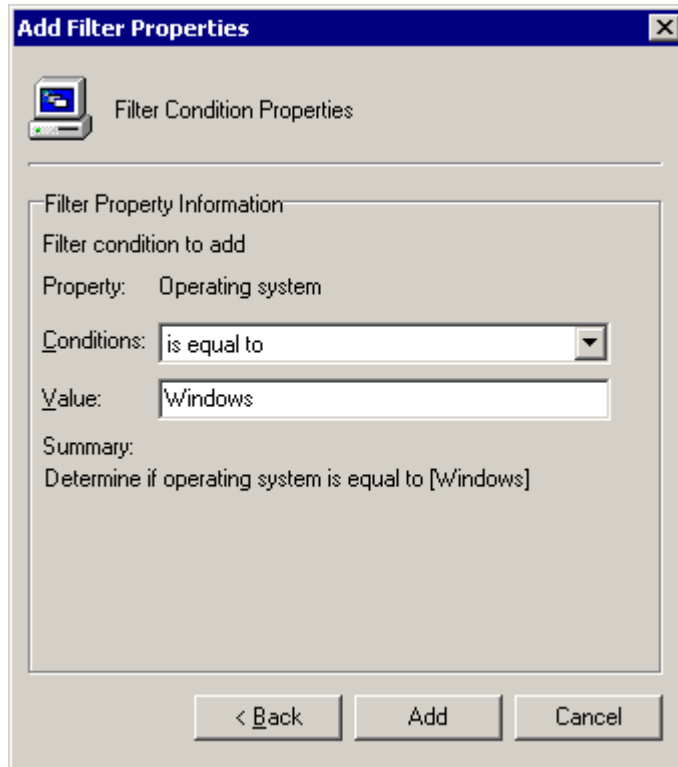 Add Filter Properties
Filter Condition Properties
Filter Property Information
Filter condition to add
Property: Operating system
Conditions: is equal to
Value: Windows
Summary:
Determine if operating system is equal to [Windows]
< Back Add Cancel